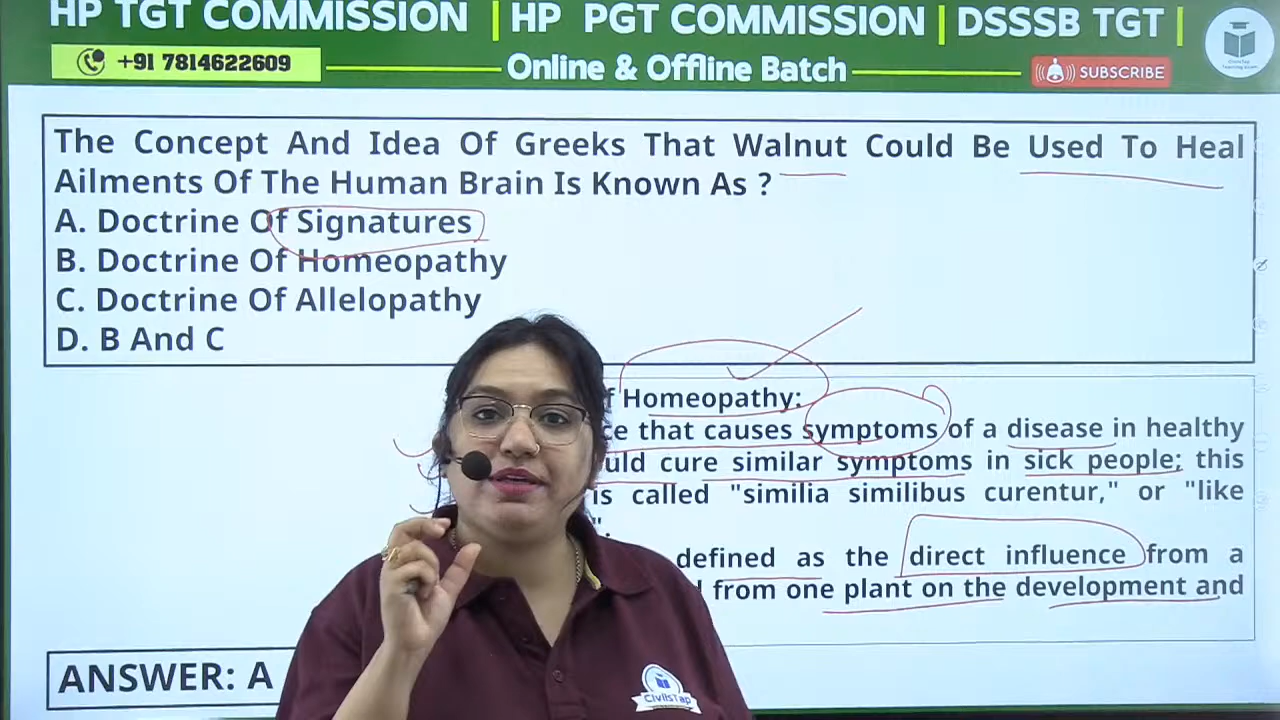 HP TGT COMMISSION | HP PGT COMMISSION | DSSSB TGT |
+91 7814622609 Online & Offline Batch SUBSCRIBE
The Concept And Idea Of Greeks That Walnut Could Be Used To Heal
Ailments Of The Human Brain Is Known As ?
A. Doctrine Of Signatures
B. Doctrine Of Homeopathy
C. Doctrine Of Allelopathy
D. B And C
f Homeopathy:
ce that causes symptoms of a disease in healthy
uld cure similar symptoms in sick people; this
is called "similia similibus curentur," or "like
".
defined as the direct influence from a
d from one plant on the development and
ANSWER: A
CivilsTap